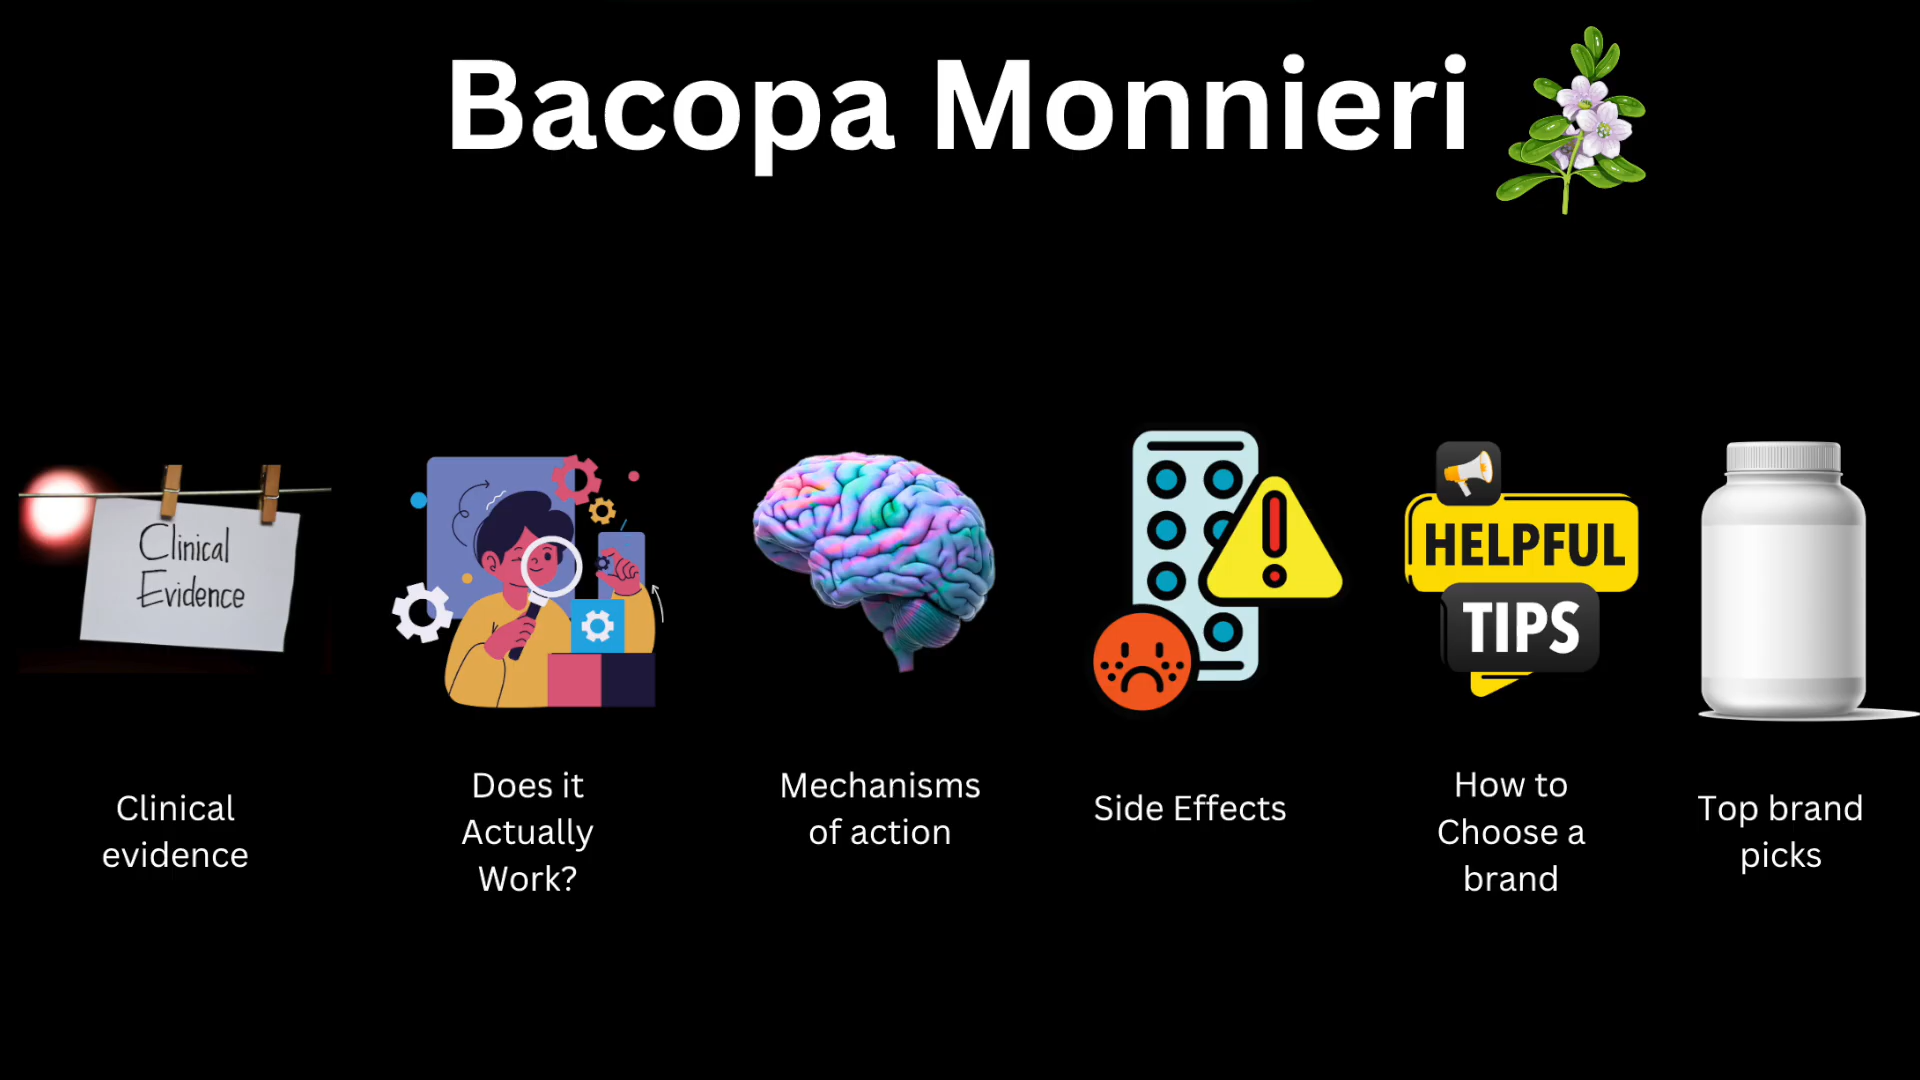 Bacopa Monnieri
Clinical
Evidence
HELPFUL
TIPS
Clinical
evidence
Does it
Actually
Work?
Mechanisms
of action
Side Effects
How to
Choose a
brand
Top brand
picks